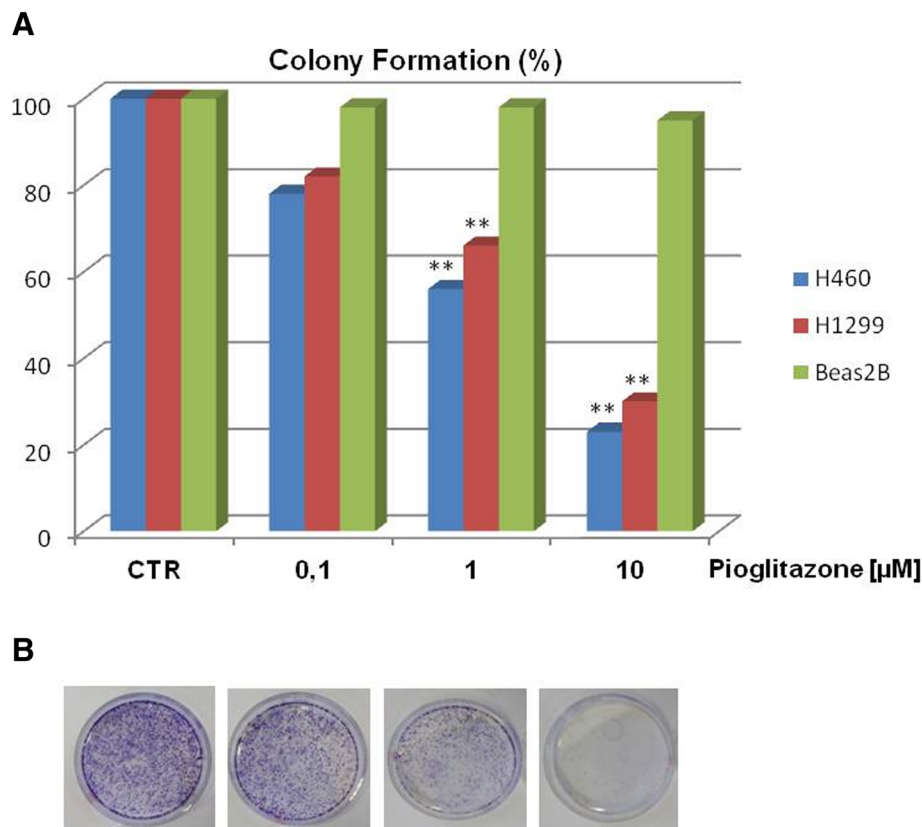 A
Colony Formation (%)
100
80
60
40
20
0
** **
** **
H460
H1299
Beas2B
CTR 0,1 1 10 Pioglitazone [µM]
B